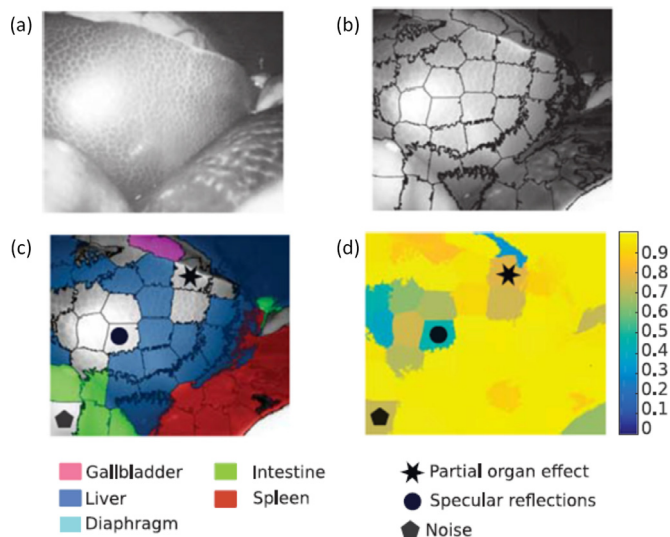 (a)
(b)
(c)
(d)
0.9
0.8
0.7
0.6
0.5
0.4
0.3
0.2
0.1
0
Gallbladder
Intestine
Liver
Spleen
Diaphragm
Partial organ effect
Specular reflections
Noise